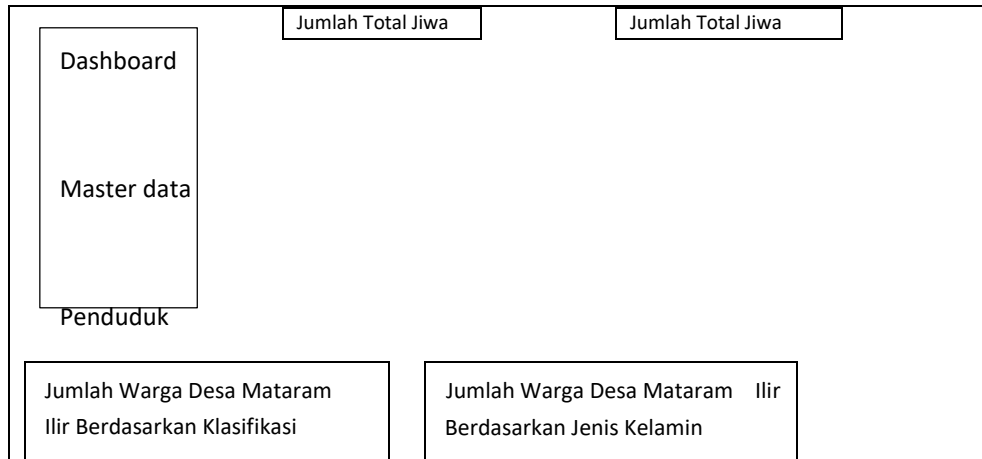 Jumlah Total Jiwa
Jumlah Total Jiwa
Dashboard
Master data
Penduduk
Jumlah Warga Desa Mataram
Ilir Berdasarkan Klasifikasi
Jumlah Warga Desa Mataram Ilir
Berdasarkan Jenis Kelamin